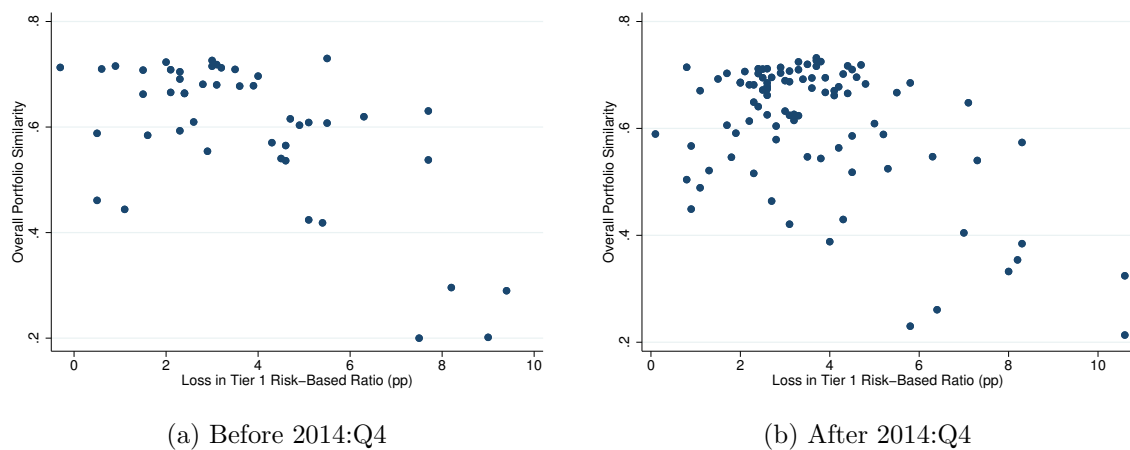 Overall Portfolio Similarity
.8
.6
.4
.2
0 2 4 6 8 10
Loss in Tier 1 Risk−Based Ratio (pp)
(a) Before 2014:Q4
Overall Portfolio Similarity
.8
.6
.4
.2
0 2 4 6 8 10
Loss in Tier 1 Risk−Based Ratio (pp)
(b) After 2014:Q4